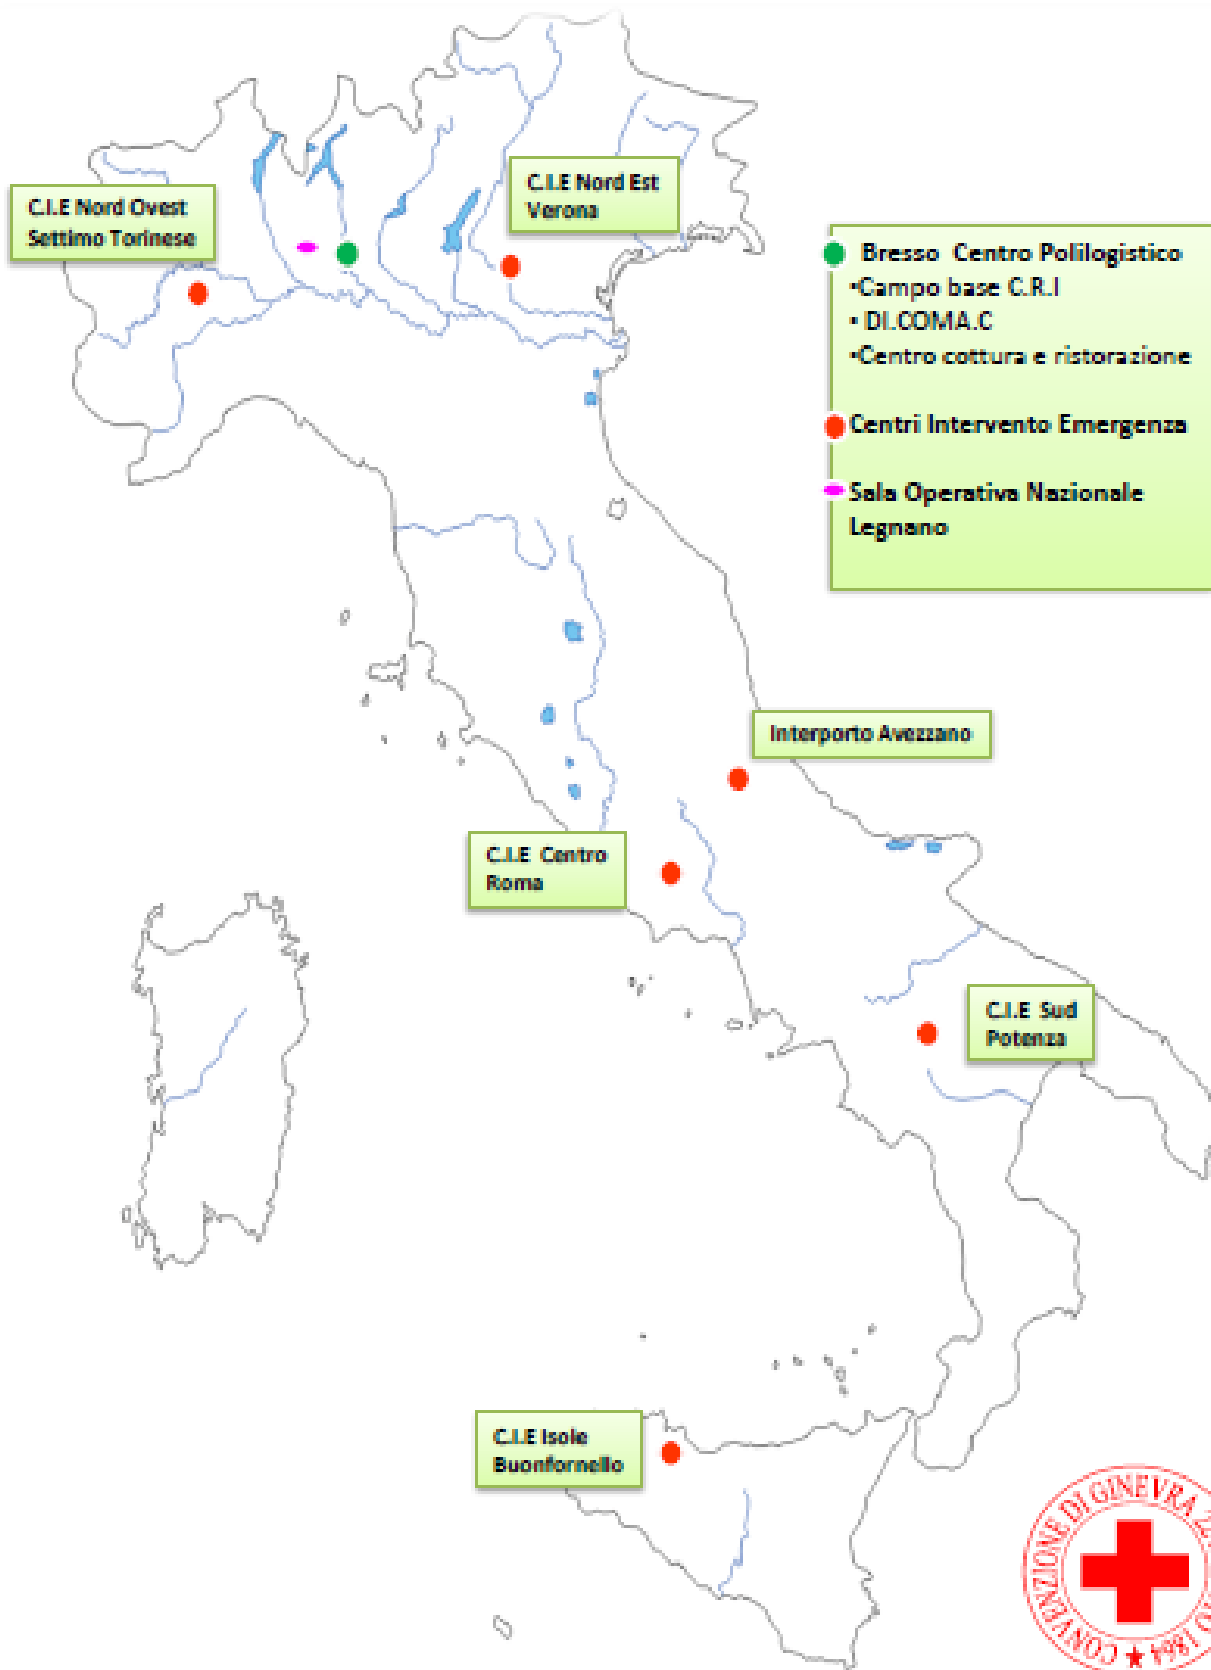 C.I.E Nord Ovest
Settimo Torinese
C.I.E Nord Est
Verona
Bresso Centro Polilogistico
•Campo base C.R.I
• DI.COMA.C
•Centro cottura e ristorazione
Centri Intervento Emergenza
Sala Operativa Nazionale
Legnano
Interporto Avezzano
C.I.E Centro
Roma
C.I.E Sud
Potenza
C.I.E Isole
Buonfornello
CONVENZIONE DI GINEVRA 22
1864